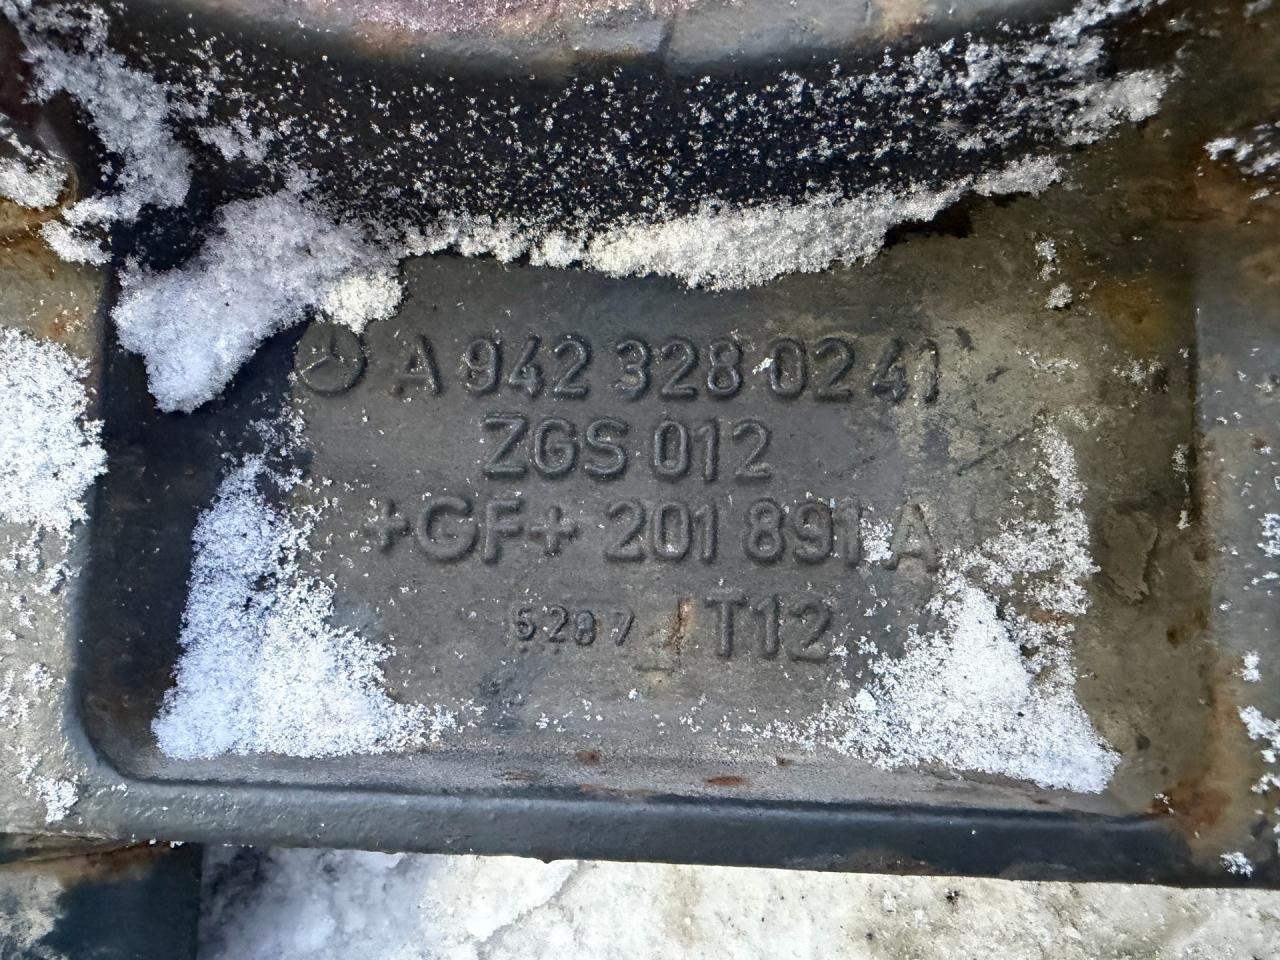 A 942 328 02 41
ZGS 012
+GF+ 201 891 A
5287 T12